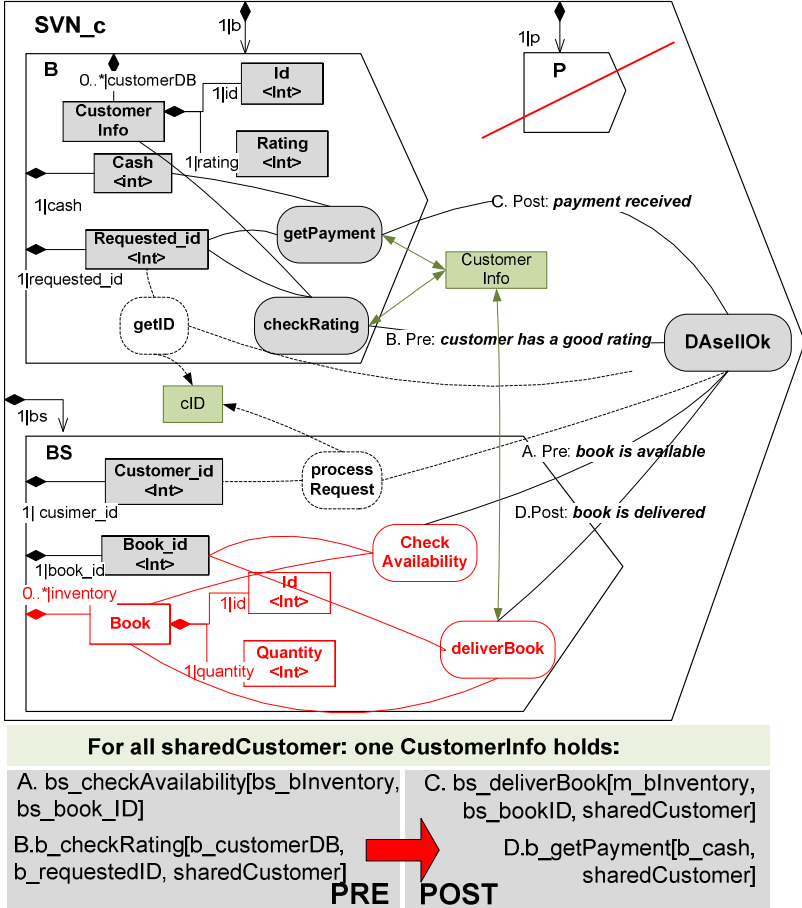 SVN_c
1|b
1|p
B
P
0..*|customerDB
Id
<Int>
1|id
Customer
Info
Rating
<Int>
1|rating
Cash
<int>
1|cash
C. Post: payment received
getPayment
Requested_id
<Int>
1|requested_id
Customer
Info
getID
checkRating
B. Pre: customer has a good rating
DAsellOk
cID
1|bs
BS
A. Pre: book is available
Customer_id
<Int>
process
Request
1| cusimer_id
D.Post: book is delivered
Book_id
<Int>
Check
Availability
1|book_id
0..*|inventory
Id
<Int>
1|id
Book
deliverBook
Quantity
<Int>
1|quantity
For all sharedCustomer: one CustomerInfo holds:
A. bs_checkAvailability[bs_bInventory,
bs_book_ID]
B.b_checkRating[b_customerDB,
b_requestedID, sharedCustomer]
PRE
C. bs_deliverBook[m_bInventory,
bs_bookID, sharedCustomer]
D.b_getPayment[b_cash,
sharedCustomer]
POST